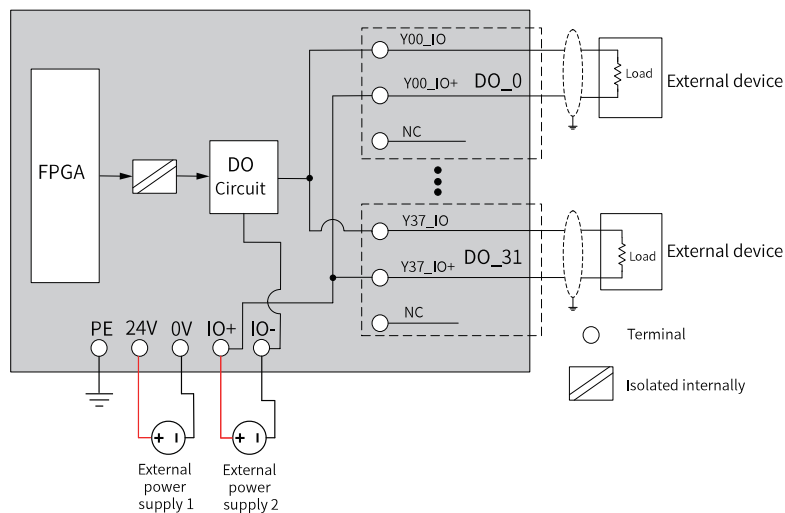 Y00_IO
Y00_IO+
DO_0
NC
Load
External device
FPGA
DO
Circuit
Y37_IO
Y37_IO+
DO_31
NC
Load
External device
PE
24V
0V
IO+
IO-
Terminal
Isolated internally
+
External
power
supply 1
+
External
power
supply 2